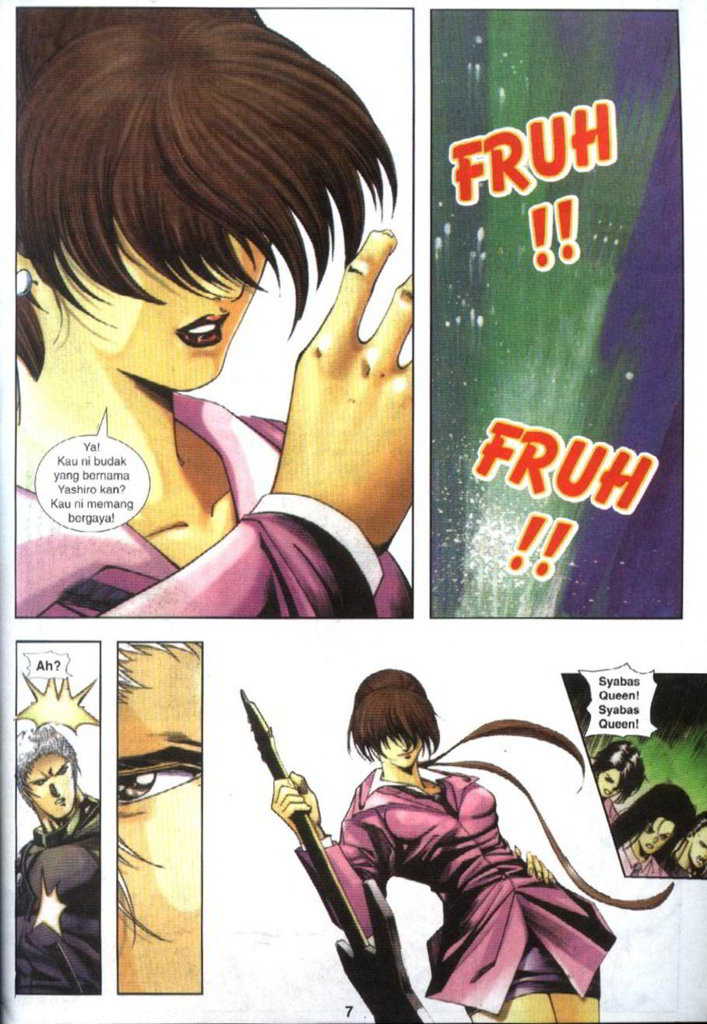 Ya!
Kau ni budak
yang bernama
Yashiro kan?
Kau ni memang
bergaya!
FRUH
!!
FRUH
!!
Ah?
Syabas
Queen!
Syabas
Queen!
7